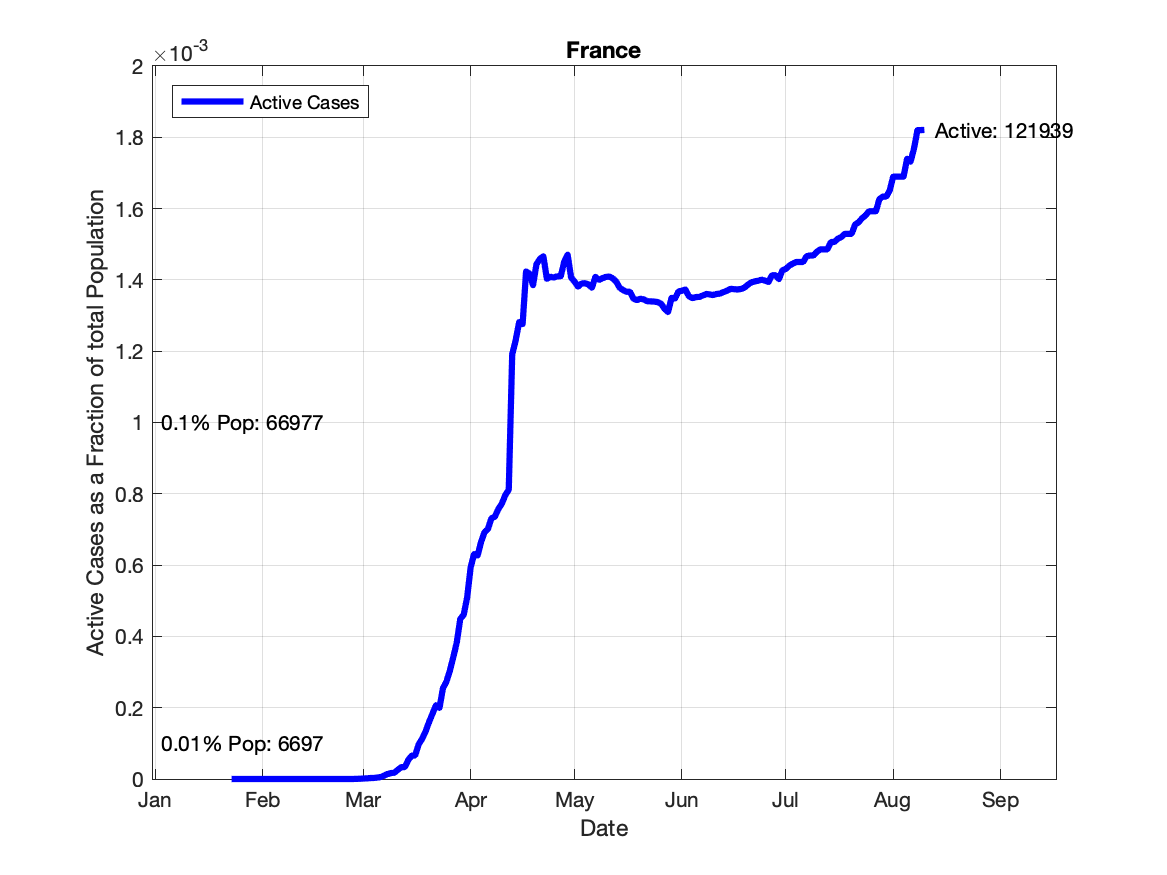 France
×10-3
2
1.8
1.6
1.4
1.2
1
0.8
0.6
0.4
0.2
0
Active Cases as a Fraction of total Population
Active Cases
Active: 121939
0.1% Pop: 66977
0.01% Pop: 6697
Jan Feb Mar Apr May Jun Jul Aug Sep
Date